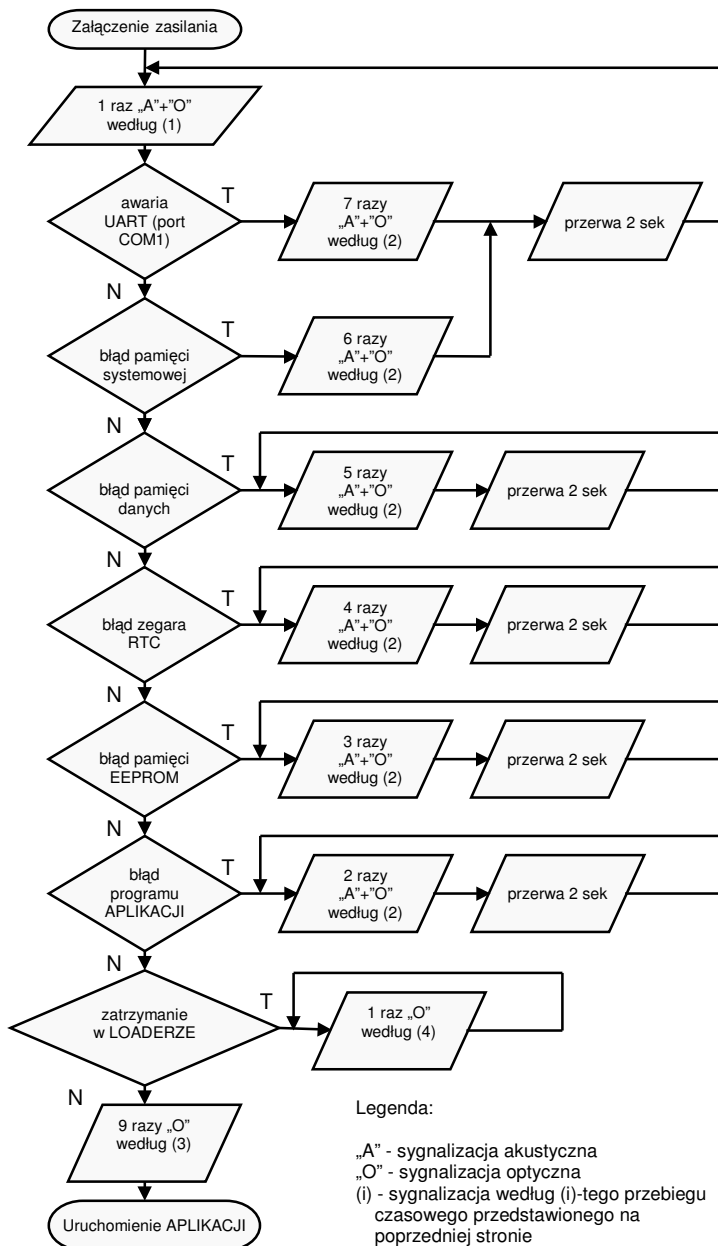 Załączenie zasilania
1 raz „A”+”O”
według (1)
awaria
UART (port
COM1)
T
7 razy
„A”+”O”
według (2)
przerwa 2 sek
N
błąd pamięci
systemowej
T
6 razy
„A”+”O”
według (2)
N
błąd pamięci
danych
T
5 razy
„A”+”O”
według (2)
przerwa 2 sek
N
błąd zegara
RTC
T
4 razy
„A”+”O”
według (2)
przerwa 2 sek
N
błąd pamięci
EEPROM
T
3 razy
„A”+”O”
według (2)
przerwa 2 sek
N
błąd
programu
APLIKACJI
T
2 razy
„A”+”O”
według (2)
przerwa 2 sek
N
zatrzymanie
w LOADERZE
T
1 raz „O”
według (4)
N
9 razy „O”
według (3)
Uruchomienie APLIKACJI
Legenda:
„A” - sygnalizacja akustyczna
„O” - sygnalizacja optyczna
(i) - sygnalizacja według (i)-tego przebiegu
czasowego przedstawionego na
poprzedniej stronie